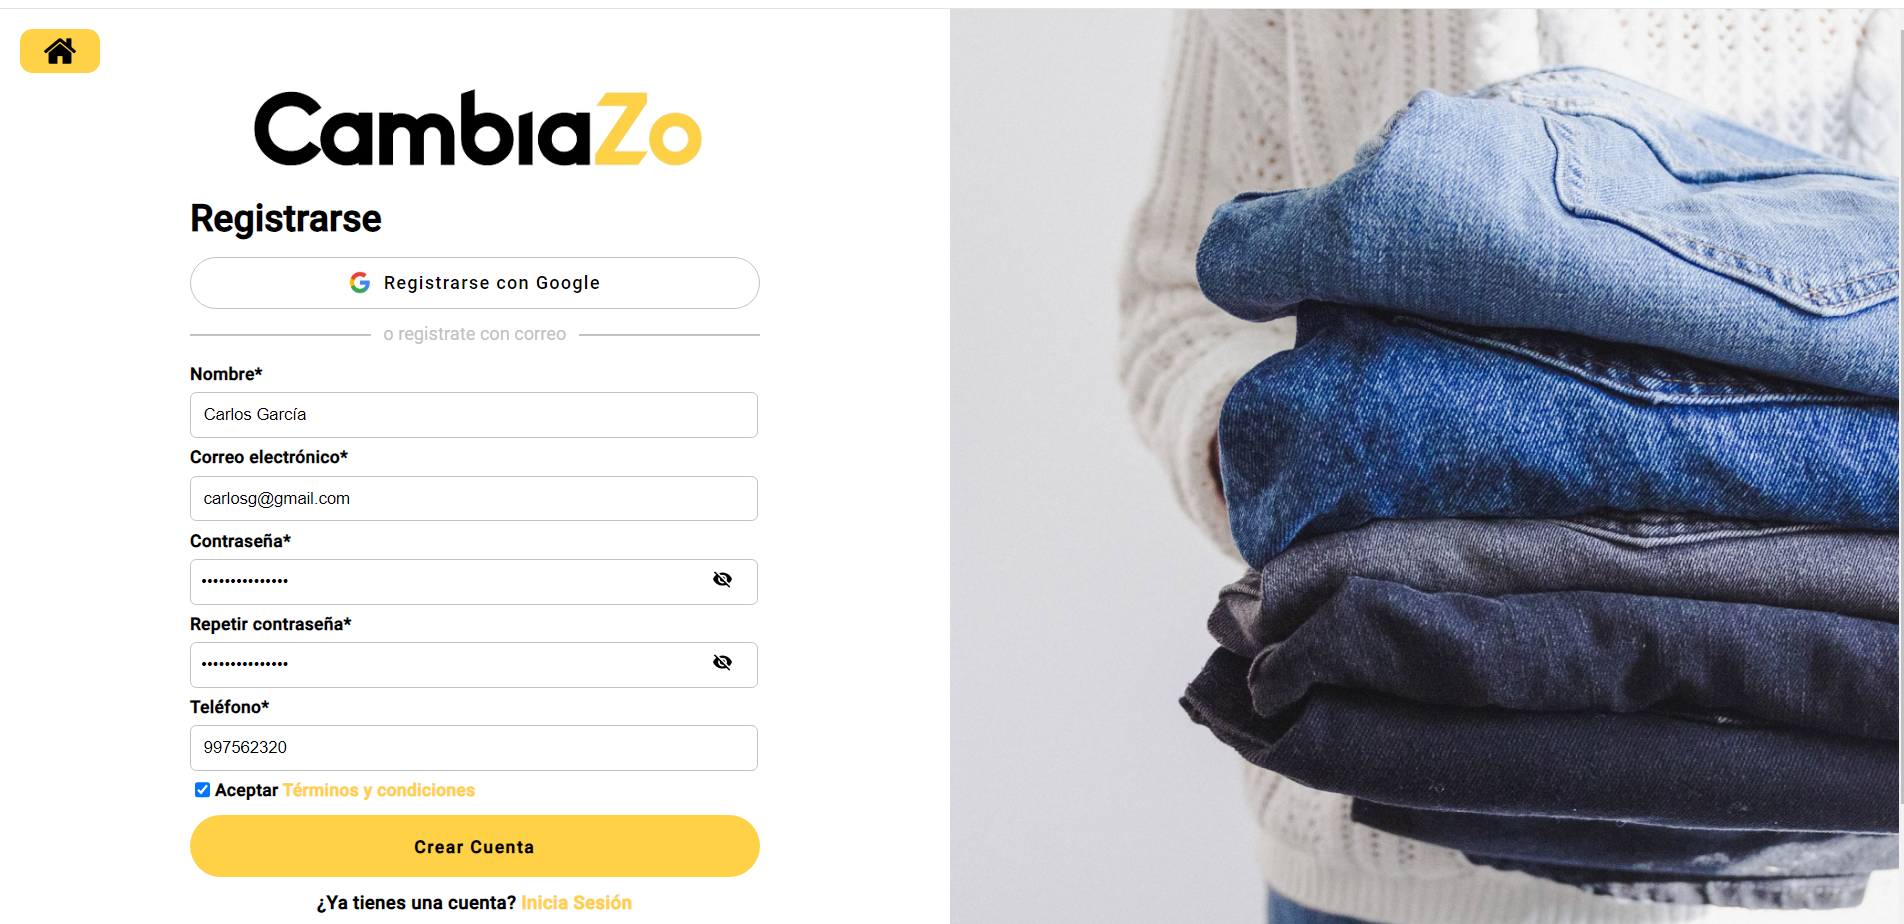 CambiaZo
Registrarse
Registrarse con Google
o registrate con correo
Nombre*
Carlos García
Correo electrónico*
carlosg@gmail.com
Contraseña*
•••••••••••••••
Repetir contraseña*
•••••••••••••••
Teléfono*
997562320
Aceptar Términos y condiciones
Crear Cuenta
¿Ya tienes una cuenta? Inicia Sesión